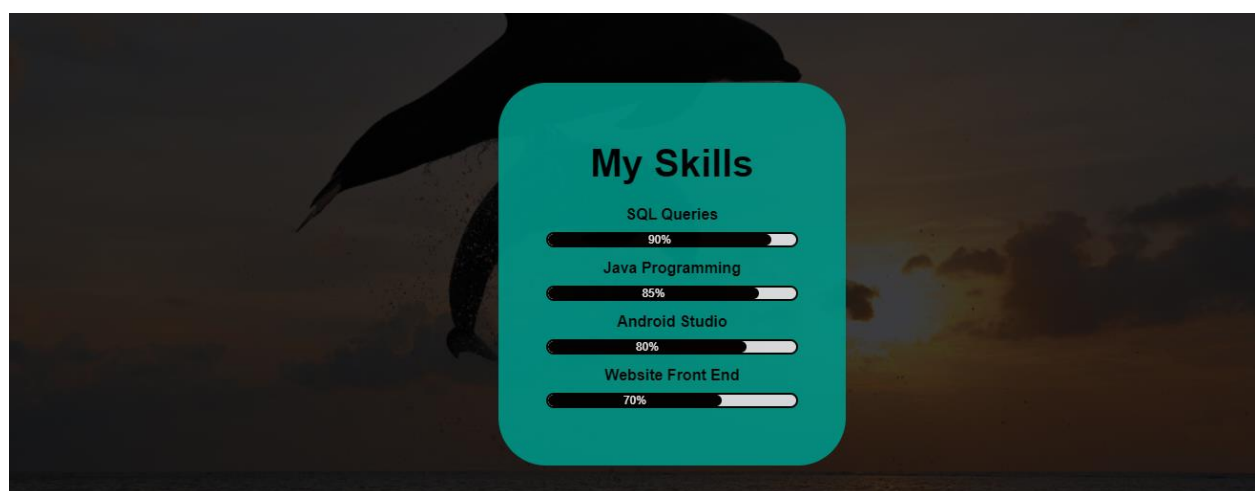 My Skills
SQL Queries
90%
Java Programming
85%
Android Studio
80%
Website Front End
70%